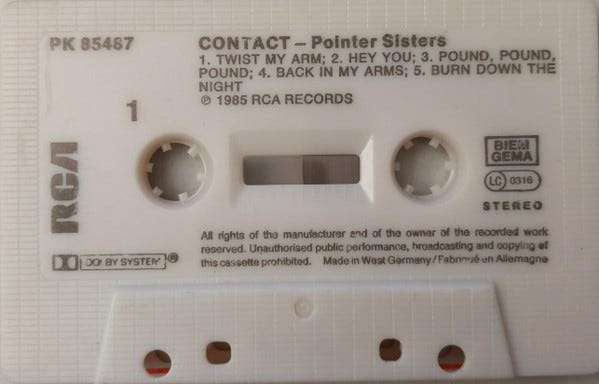 PK 85487
CONTACT – Pointer Sisters
1. TWIST MY ARM; 2. HEY YOU; 3. POUND, POUND,
POUND; 4. BACK IN MY ARMS; 5. BURN DOWN THE
NIGHT
℗ 1985 RCA RECORDS
1
RCA
BIEM
GEMA
LC 0316
STEREO
All rights of the manufacturer and of the owner of the recorded work
reserved. Unauthorised public performance, broadcasting and copying of
this cassette prohibited. Made in West Germany/Fabriqué en Allemagne
DOLBY SYSTEM®